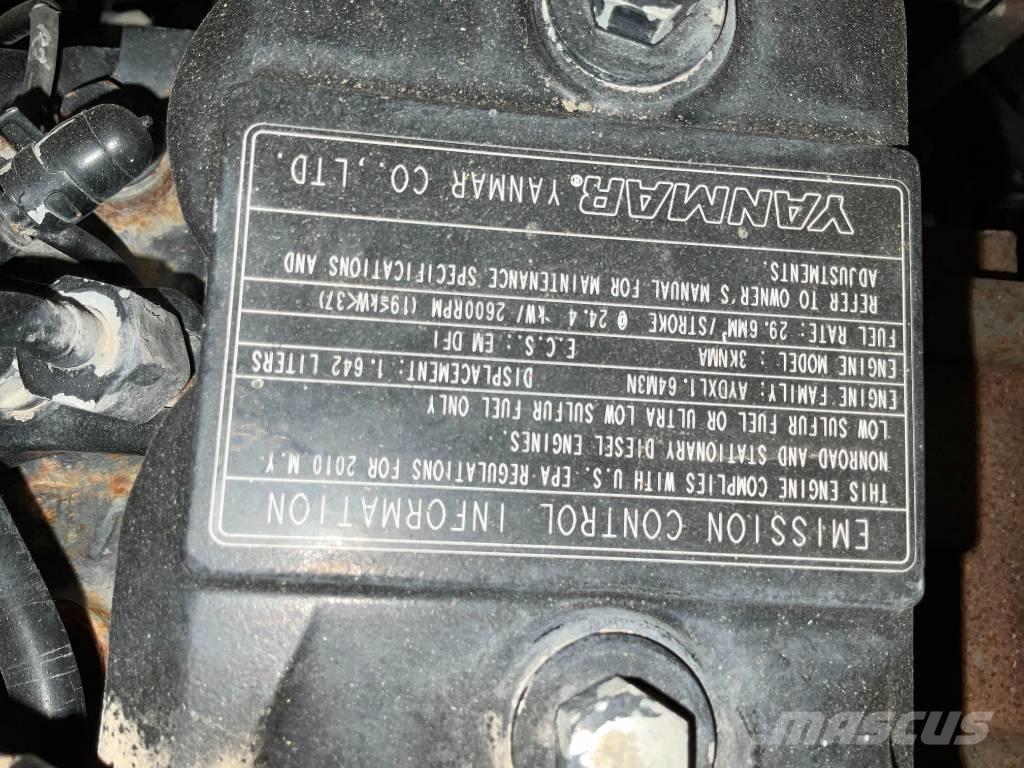 EMISSION CONTROL INFORMATION
THIS ENGINE COMPLIES WITH U.S. EPA REGULATIONS FOR 2010 M.Y.
NONROAD AND STATIONARY DIESEL ENGINES.
LOW SULFUR FUEL OR ULTRA LOW SULFUR FUEL ONLY
ENGINE FAMILY: AYDX1.64M3N DISPLACEMENT: 1.642 LITERS
ENGINE MODEL : 3KNMA E.C.S.: EM DFI
FUEL RATE: 29.6MM³/STROKE @ 24.4 kW/ 2600RPM (19≤kW<37)
REFER TO OWNER'S MANUAL FOR MAINTENANCE SPECIFICATIONS AND
ADJUSTMENTS.
YANMAR® YANMAR CO.,LTD.
MASCUS